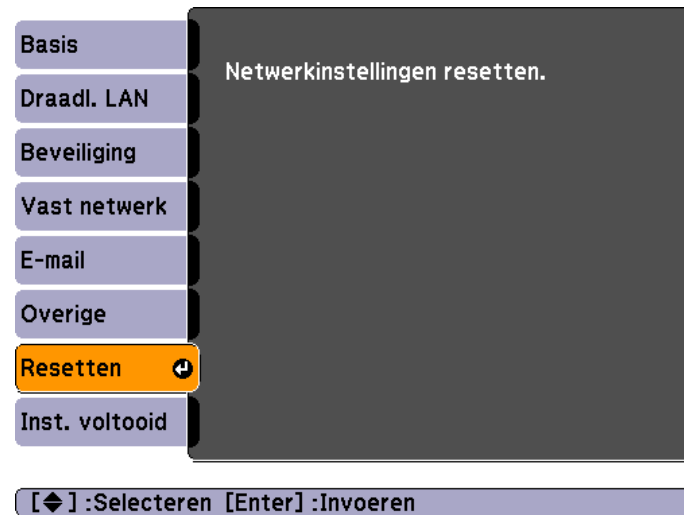 Basis
Netwerkinstellingen resetten.
Draadl. LAN
Beveiliging
Vast netwerk
E-mail
Overige
Resetten
Inst. voltooid
[◆] :Selecteren [Enter] :Invoeren